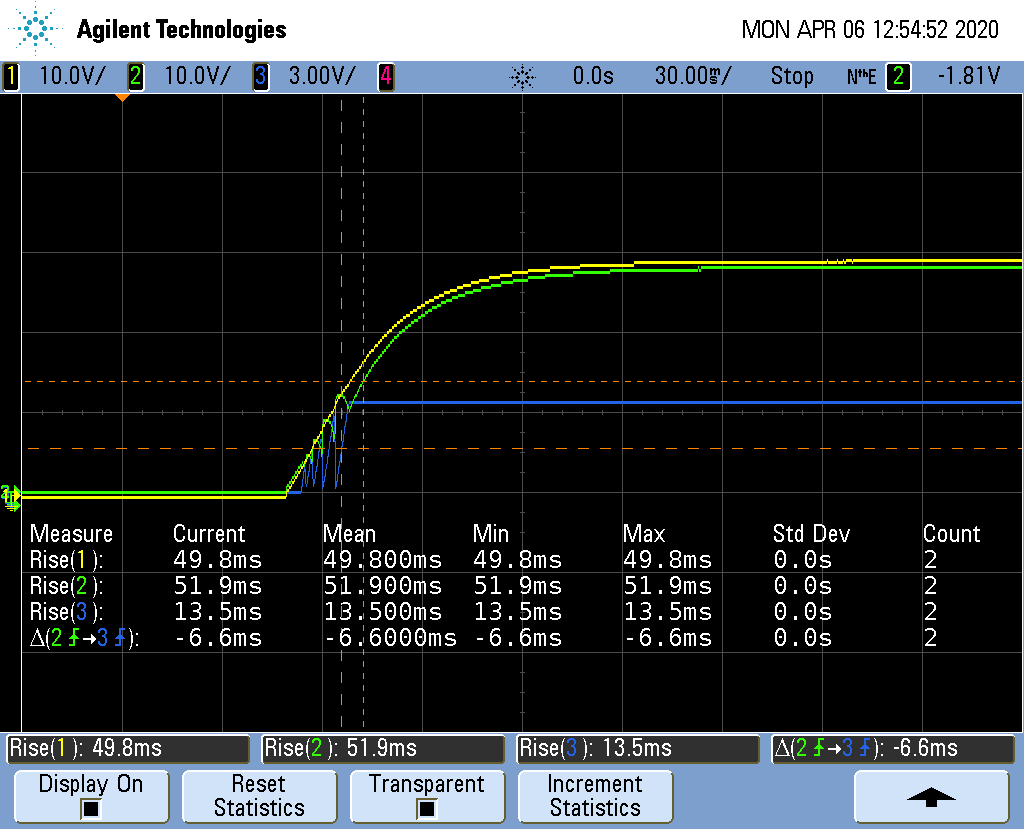 Agilent Technologies MON APR 06 12:54:52 2020
1 10.0V/ 2 10.0V/ 3 3.00V/ 4 0.0s 30.00m/ Stop NthE 2 -1.81V
Measure Current Mean Min Max Std Dev Count
Rise(1): 49.8ms 49.800ms 49.8ms 49.8ms 0.0s 2
Rise(2): 51.9ms 51.900ms 51.9ms 51.9ms 0.0s 2
Rise(3): 13.5ms 13.500ms 13.5ms 13.5ms 0.0s 2
Δ(2→3): -6.6ms -6.6000ms -6.6ms -6.6ms 0.0s 2
Rise(1): 49.8ms Rise(2): 51.9ms Rise(3): 13.5ms Δ(2→3): -6.6ms
Display On Reset Statistics Transparent Increment Statistics